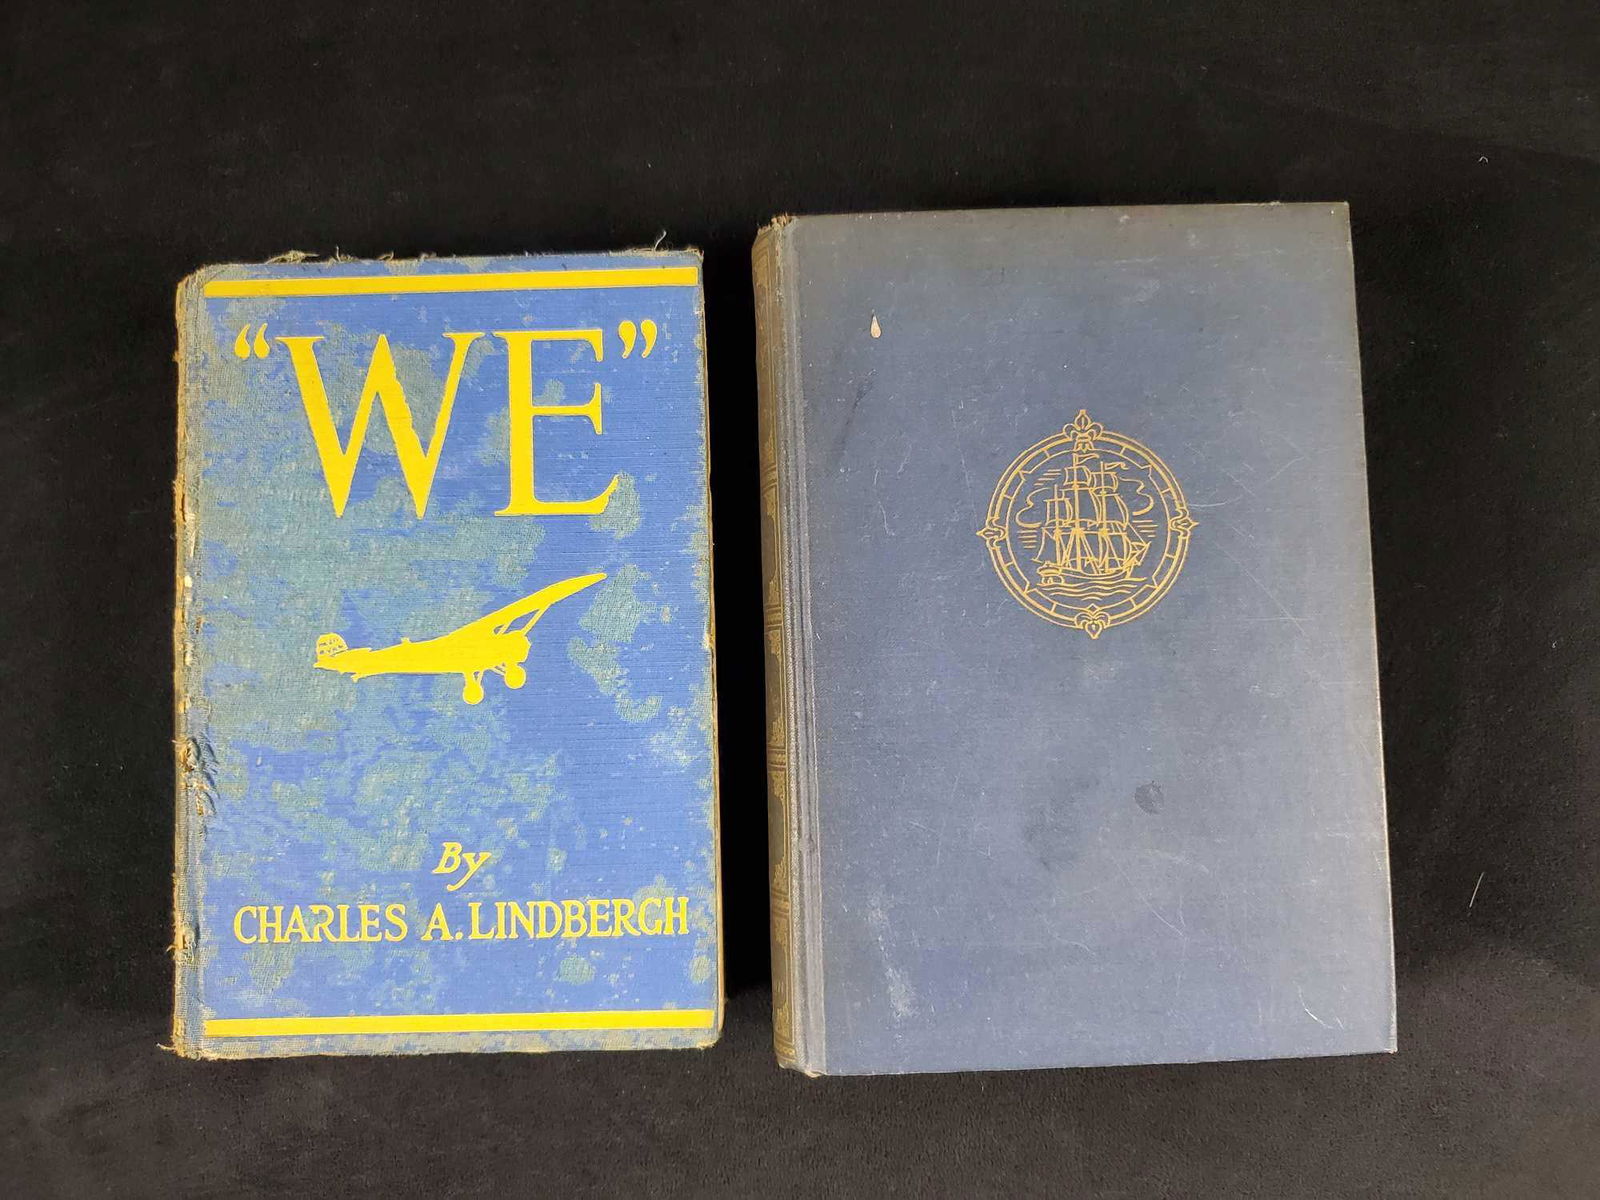 “WE”
By
CHARLES A. LINDBERGH